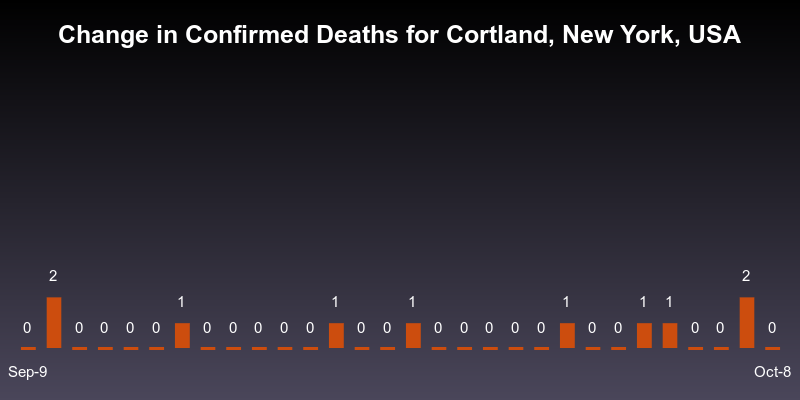 Change in Confirmed Deaths for Cortland, New York, USA
0 2 0 0 0 0 1 0 0 0 0 0 1 0 0 1 0 0 0 0 0 1 0 0 1 1 0 0 2 0
Sep-9 Oct-8